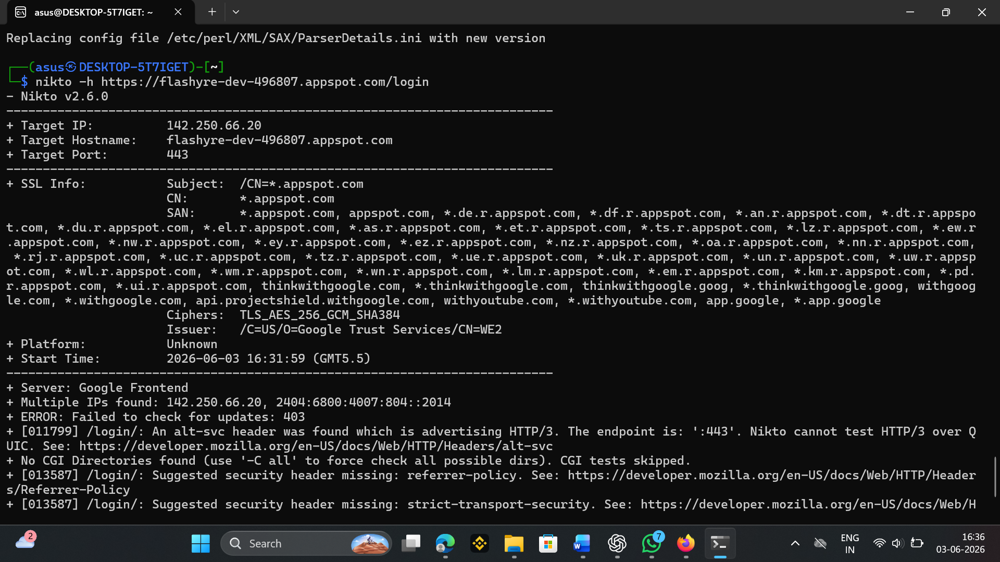 asus@DESKTOP-5T7IGET: ~
Replacing config file /etc/perl/XML/SAX/ParserDetails.ini with new version
(asus㉿DESKTOP-5T7IGET)-[~]
$ nikto -h https://flashyre-dev-496807.appspot.com/login
- Nikto v2.6.0
---------------------------------------------------------------------------
+ Target IP:          142.250.66.20
+ Target Hostname:    flashyre-dev-496807.appspot.com
+ Target Port:        443
---------------------------------------------------------------------------
+ SSL Info:           Subject:  /CN=*.appspot.com
                      CN:       *.appspot.com
                      SAN:      *.appspot.com, appspot.com, *.de.r.appspot.com, *.df.r.appspot.com, *.an.r.appspot.com, *.dt.r.appspo
t.com, *.du.r.appspot.com, *.el.r.appspot.com, *.as.r.appspot.com, *.et.r.appspot.com, *.ts.r.appspot.com, *.lz.r.appspot.com, *.ew.r
.appspot.com, *.nw.r.appspot.com, *.ey.r.appspot.com, *.ez.r.appspot.com, *.nz.r.appspot.com, *.oa.r.appspot.com, *.nn.r.appspot.com,
 *.rj.r.appspot.com, *.uc.r.appspot.com, *.tz.r.appspot.com, *.ue.r.appspot.com, *.uk.r.appspot.com, *.un.r.appspot.com, *.uw.r.appsp
ot.com, *.wl.r.appspot.com, *.wm.r.appspot.com, *.wn.r.appspot.com, *.lm.r.appspot.com, *.em.r.appspot.com, *.km.r.appspot.com, *.pd.
r.appspot.com, *.ui.r.appspot.com, thinkwithgoogle.com, *.thinkwithgoogle.com, thinkwithgoogle.goog, *.thinkwithgoogle.goog, withgoog
le.com, *.withgoogle.com, api.projectshield.withgoogle.com, withyoutube.com, *.withyoutube.com, app.google, *.app.google
                      Ciphers:  TLS_AES_256_GCM_SHA384
                      Issuer:   /C=US/O=Google Trust Services/CN=WE2
+ Platform:           Unknown
+ Start Time:         2026-06-03 16:31:59 (GMT5.5)
---------------------------------------------------------------------------
+ Server: Google Frontend
+ Multiple IPs found: 142.250.66.20, 2404:6800:4007:804::2014
+ ERROR: Failed to check for updates: 403
+ [011799] /login/: An alt-svc header was found which is advertising HTTP/3. The endpoint is: ':443'. Nikto cannot test HTTP/3 over Q
UIC. See: https://developer.mozilla.org/en-US/docs/Web/HTTP/Headers/alt-svc
+ No CGI Directories found (use '-C all' to force check all possible dirs). CGI tests skipped.
+ [013587] /login/: Suggested security header missing: referrer-policy. See: https://developer.mozilla.org/en-US/docs/Web/HTTP/Header
s/Referrer-Policy
+ [013587] /login/: Suggested security header missing: strict-transport-security. See: https://developer.mozilla.org/en-US/docs/Web/H
2
Search
7
ENG
IN
16:36
03-06-2026